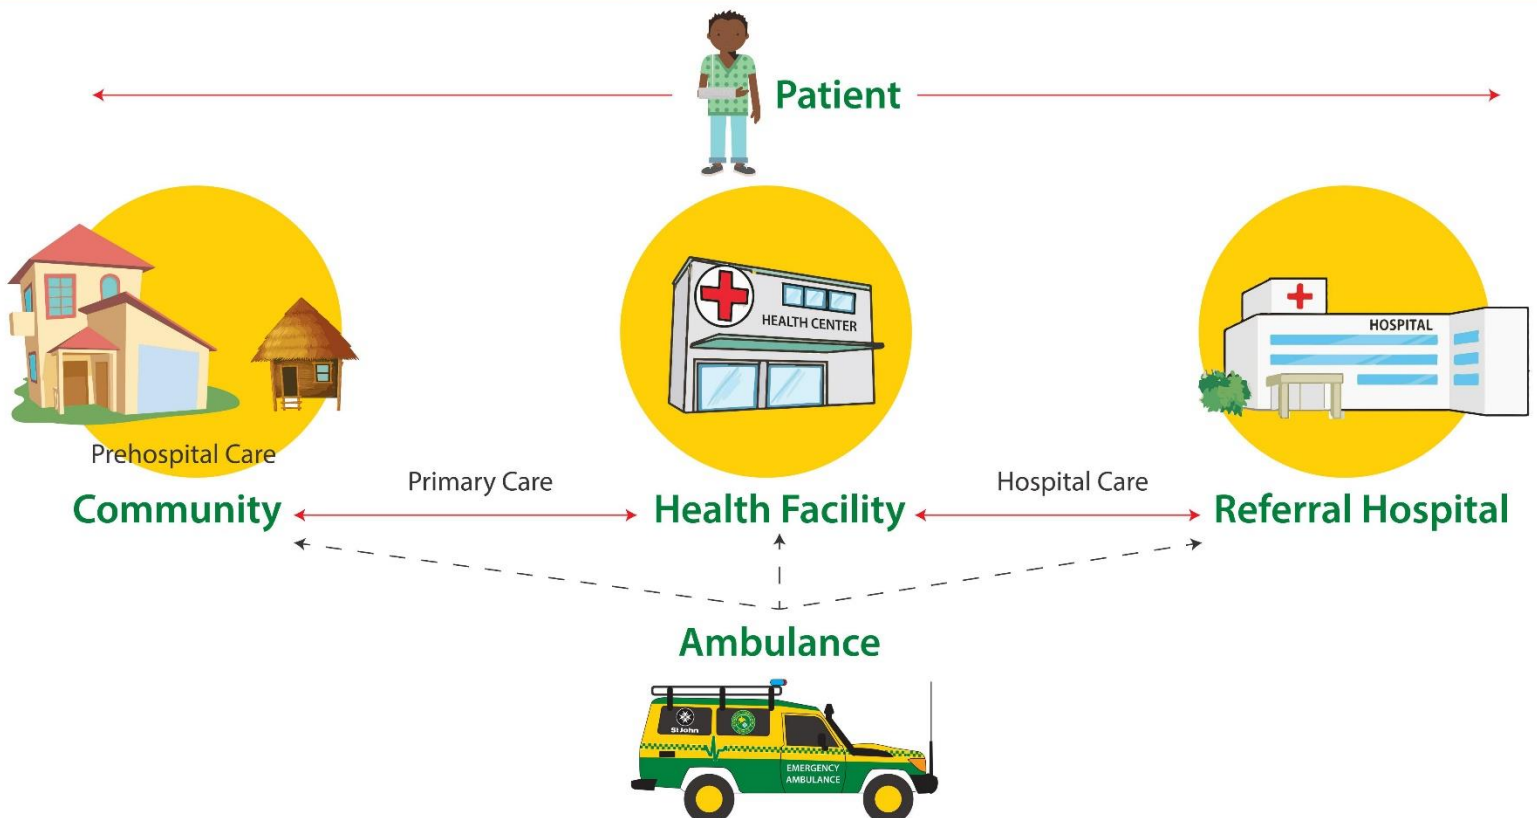 Patient
HEALTH CENTER
HOSPITAL
Prehospital Care
Community
Primary Care
Health Facility
Hospital Care
Referral Hospital
Ambulance
St John
EMERGENCY
AMBULANCE